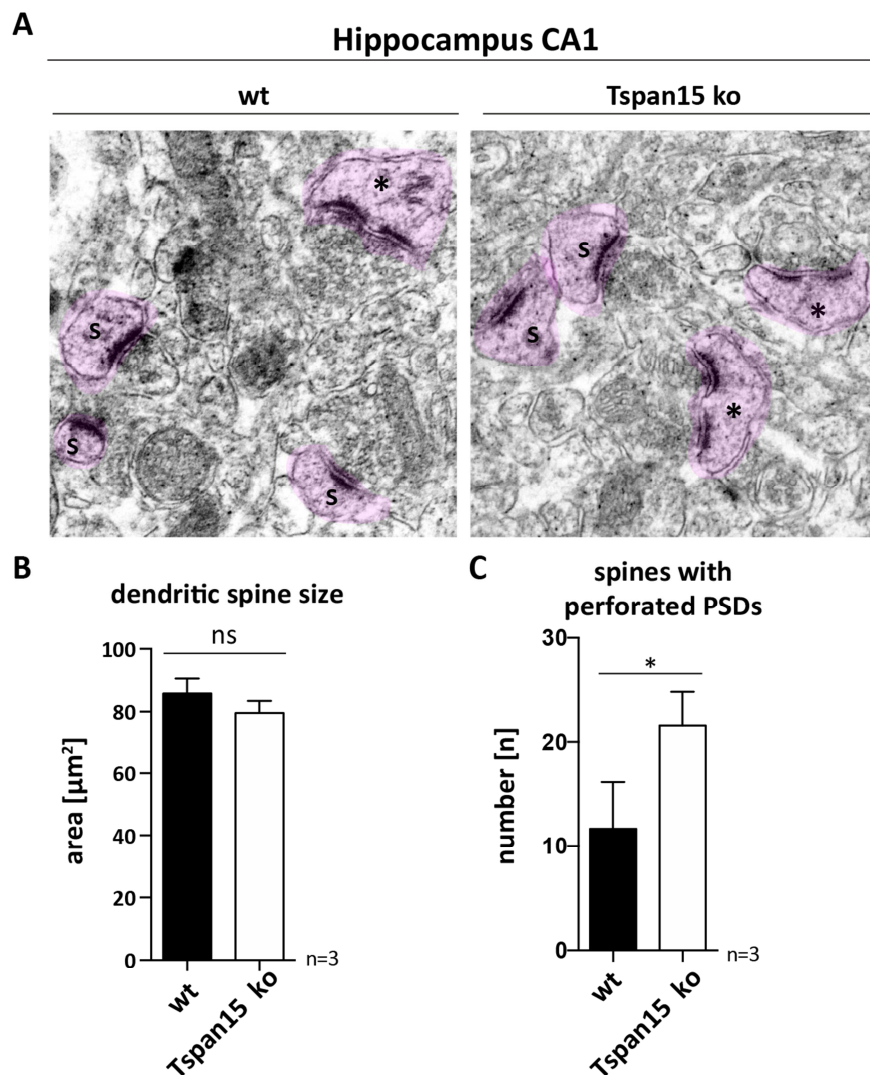 A
Hippocampus CA1
wt
Tspan15 ko
*
S
S
S
S
S
*
*
B
dendritic spine size
ns
100
80
60
40
20
0
area [µm²]
wt
Tspan15 ko
n=3
C
spines with
perforated PSDs
*
30
20
10
0
number [n]
wt
Tspan15 ko
n=3